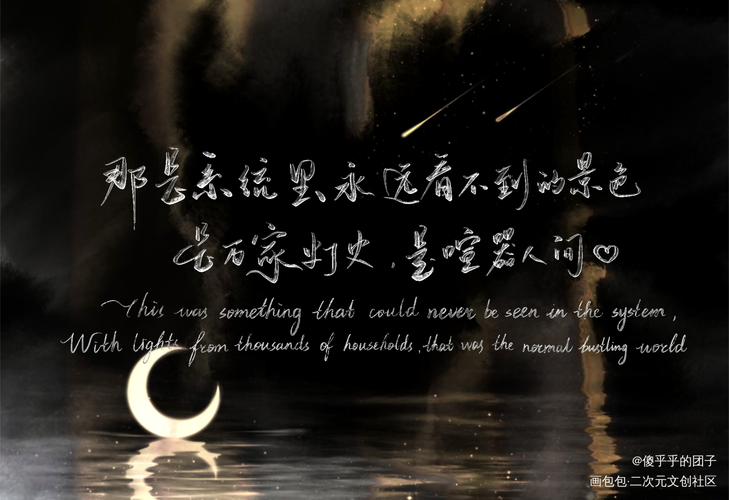 那是系统里永远看不到的景色
是万家灯火,是喧嚣人间♡
This was something that could never be seen in the system,
With lights from thousands of households, that was the normal bustling world
@傻乎乎的团子
画包包·二次元文创社区